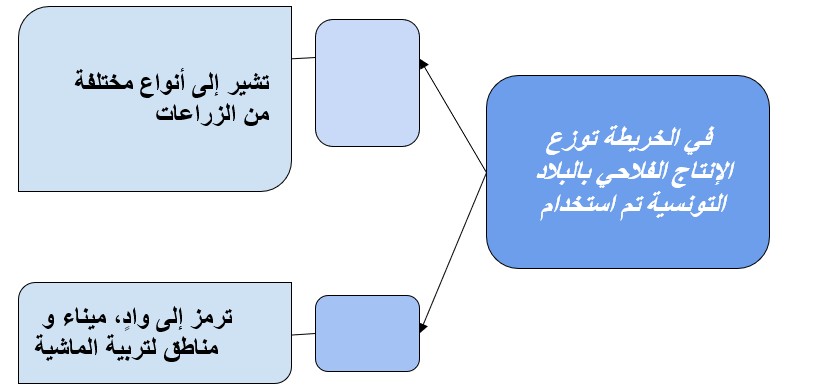 في الخريطة توزع
الإنتاج الفلاحي بالبلاد
التونسية تم استخدام
تشير إلى أنواع مختلفة
من الزراعات
ترمز إلى وادٍ، ميناء و
مناطق لتربية الماشية